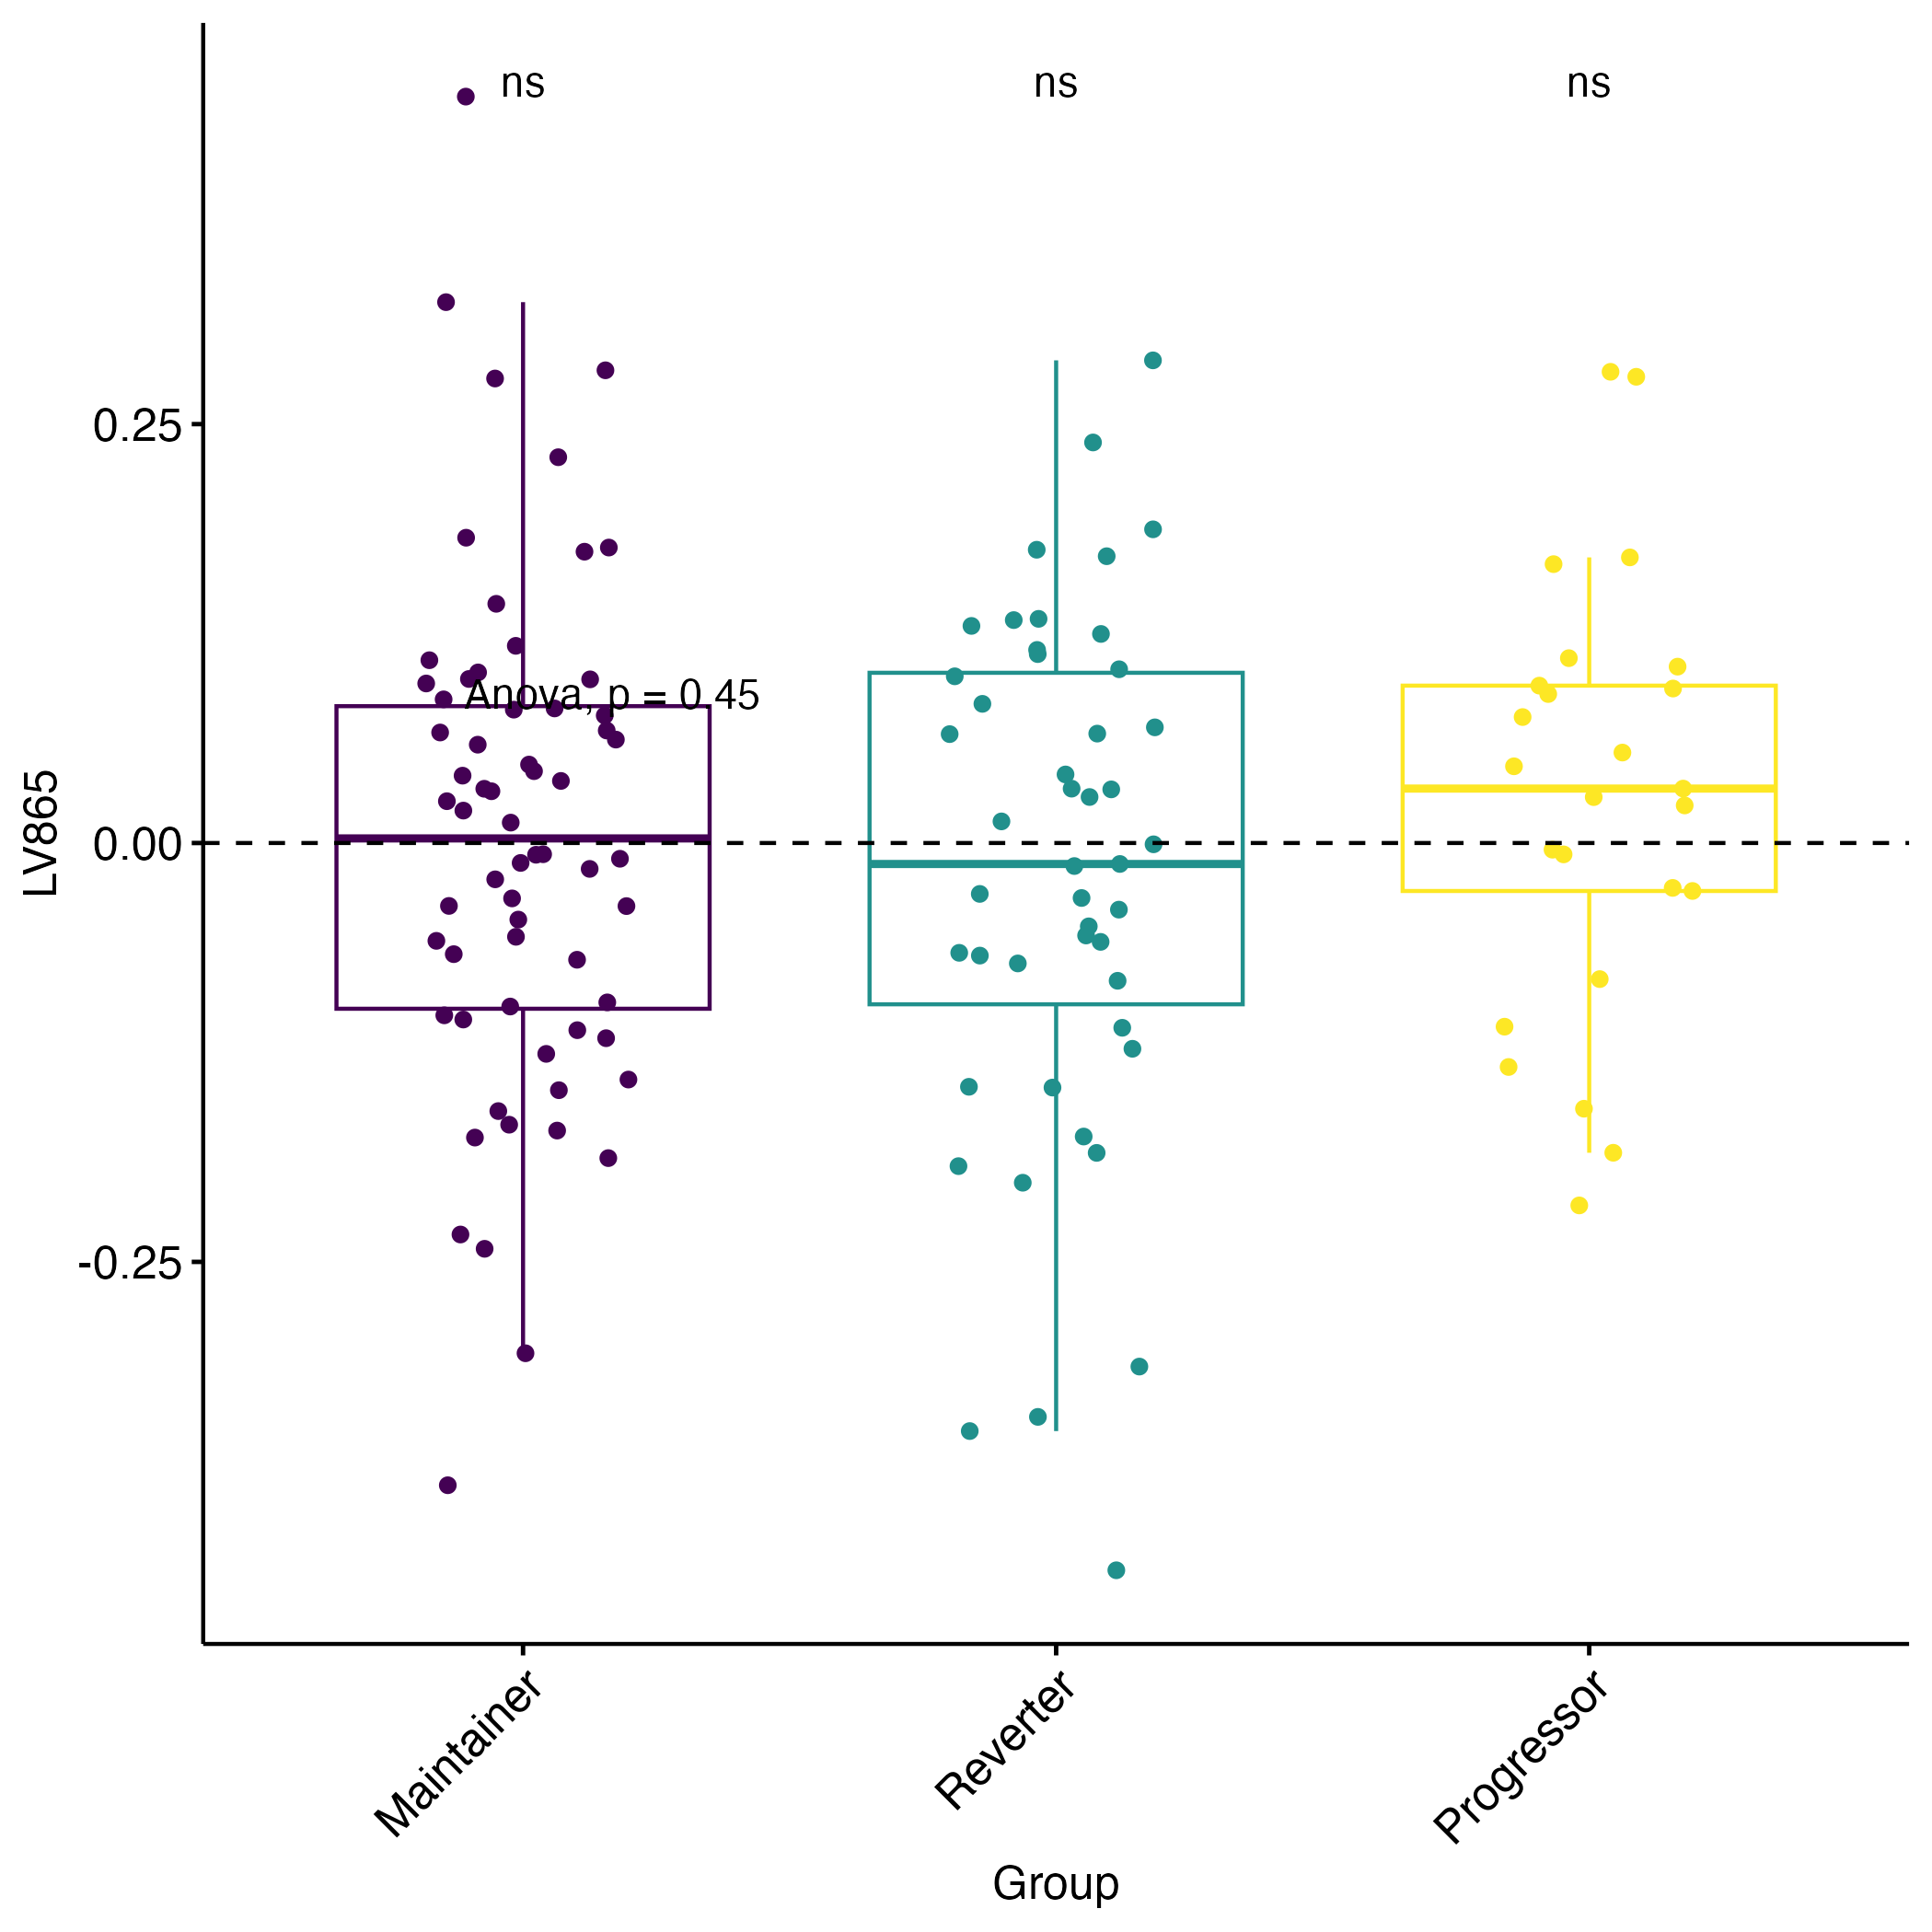 ns ns ns
0.25
Anova, p = 0.45
0.00
LV865
-0.25
Maintainer Reverter Progressor
Group